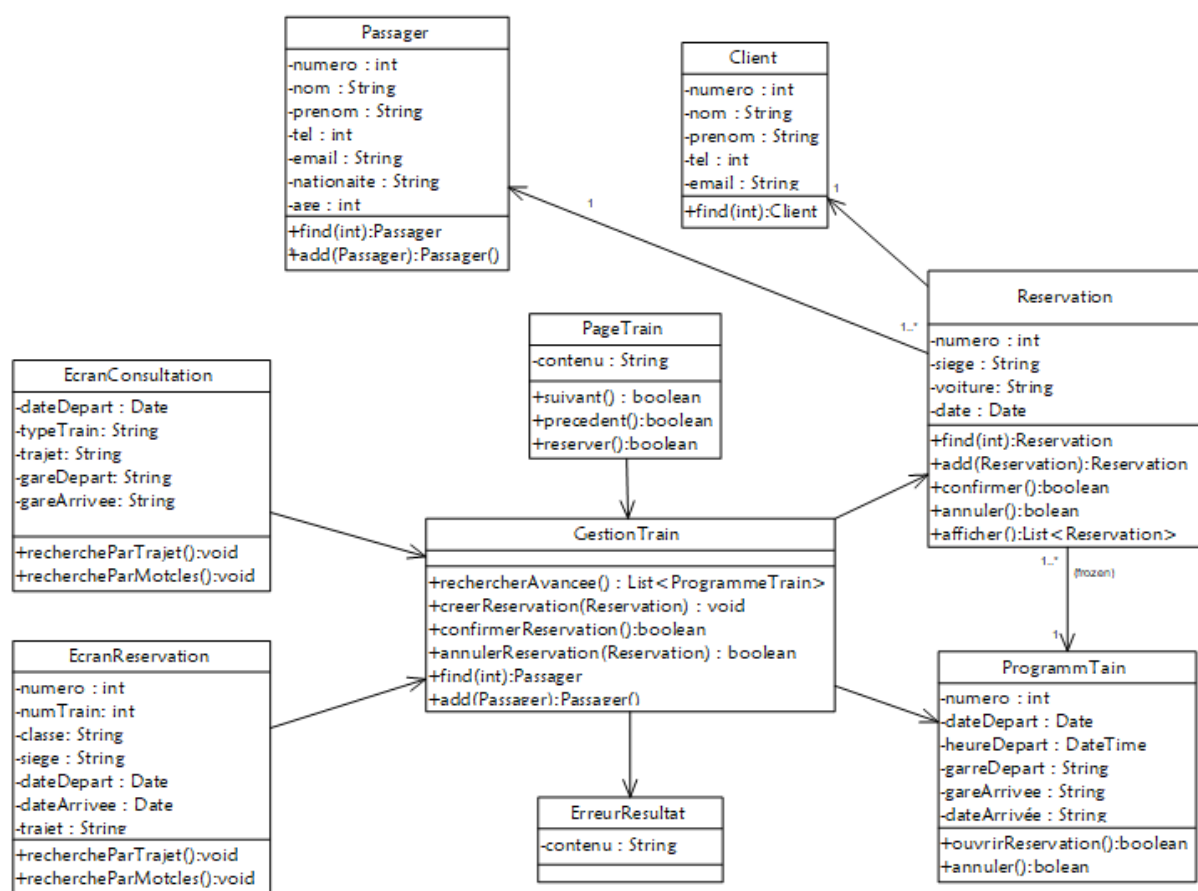 Passager
-numero : int
-nom : String
-prenom : String
-tel : int
-email : String
-nationaite : String
-age : int
+find(int):Passager
+add(Passager):Passager()
Client
-numero : int
-nom : String
-prenom : String
-tel : int
-email : String
+find(int):Client
1
1
1..*
Reservation
-numero : int
-siege : String
-voiture: String
-date : Date
+find(int):Reservation
+add(Reservation):Reservation
+confirmer():boolean
+annuler():bolean
+afficher():List<Reservation>
PageTrain
-contenu : String
+suivant() : boolean
+precedent():boolean
+reserver():boolean
EcranConsultation
-dateDepart : Date
-typeTrain: String
-trajet: String
-gareDepart: String
-gareArrivee: String
+rechercheParTrajet():void
+rechercheParMotcles():void
GestionTrain
+rechercherAvancee() : List<ProgrammeTrain>
+creerReservation(Reservation) : void
+confirmerReservation():boolean
+annulerReservation(Reservation) : boolean
+find(int):Passager
+add(Passager):Passager()
1..*
{frozen}
1
EcranReservation
-numero : int
-numTrain: int
-classe: String
-siege : String
-dateDepart : Date
-dateArrivee : Date
-trajet : String
+rechercheParTrajet():void
+rechercheParMotcles():void
ErreurResultat
-contenu : String
ProgrammTain
-numero : int
-dateDepart : Date
-heureDepart : DateTime
-garreDepart : String
-gareArrivee : String
-dateArrivée : String
+ouvrirReservation():boolean
+annuler():bolean